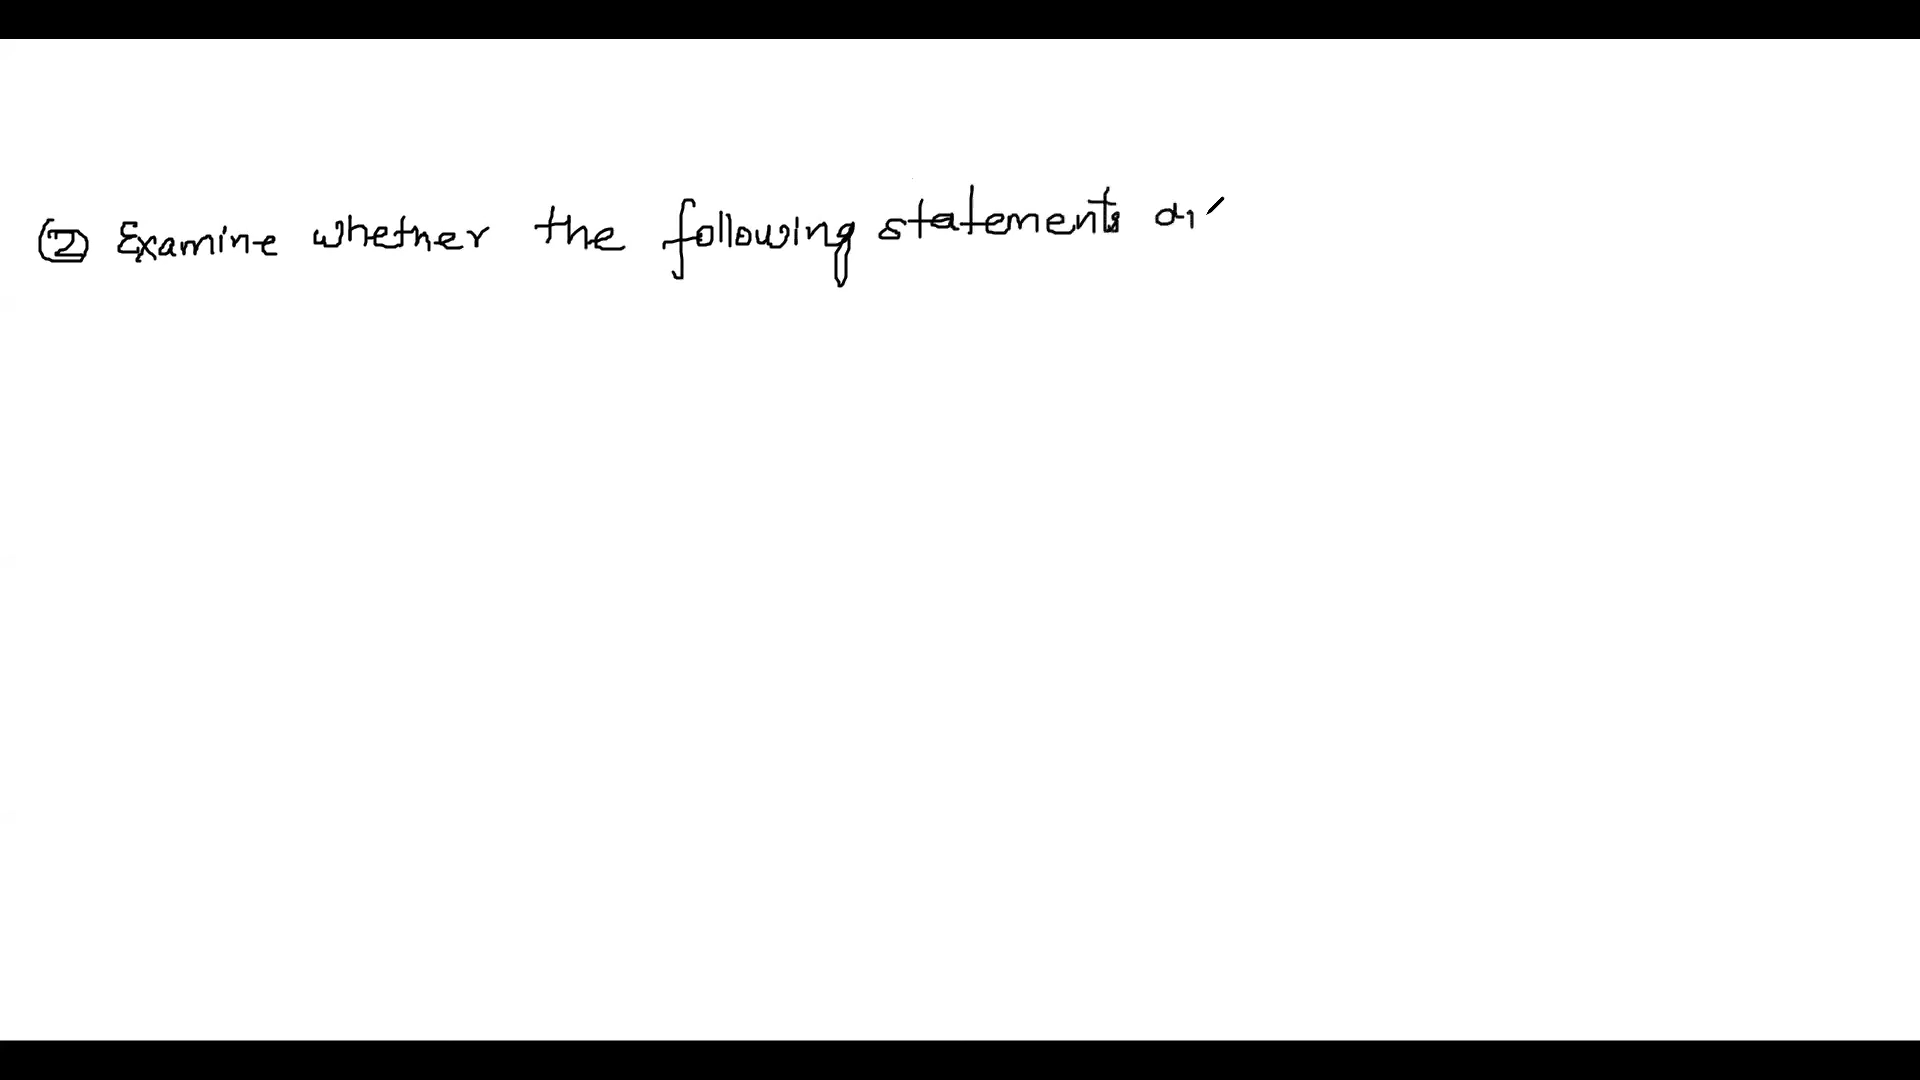 (2) Examine whether the following statements